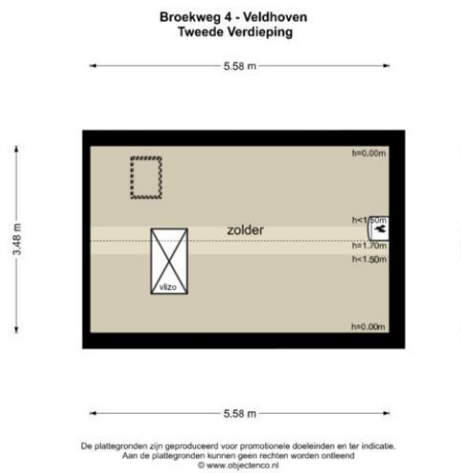 Broekweg 4 - Veldhoven
Tweede Verdieping
5.58 m
h=0.00m
3.48 m
h<1.50m
zolder
h=1.70m
h<1.50m
vlizo
h=0.00m
5.58 m
De plattegronden zijn geproduceerd voor promotionele doeleinden en ter indicatie.
Aan de plattegronden kunnen geen rechten worden ontleend
© www.objectenco.nl